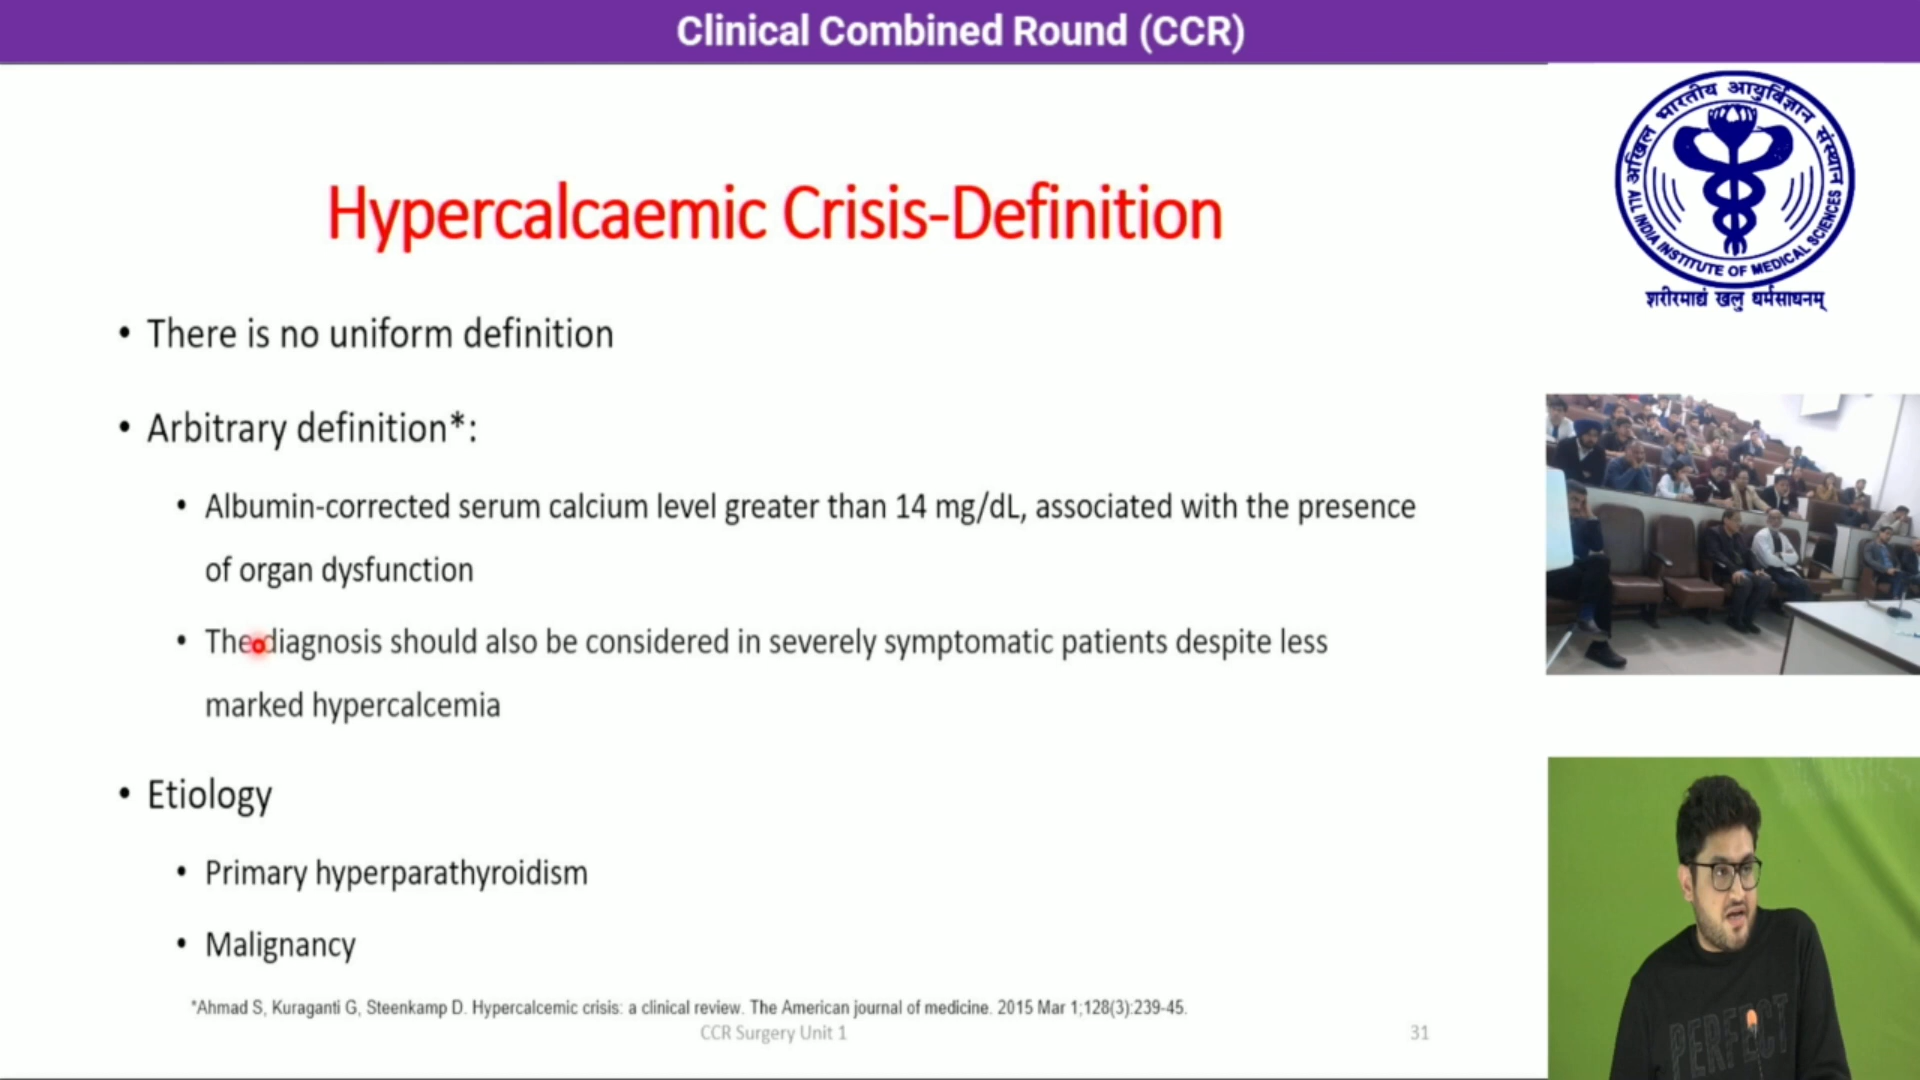 Clinical Combined Round (CCR)
अखिल भारतीय आयुर्विज्ञान संस्थान
ALL INDIA INSTITUTE OF MEDICAL SCIENCES
शरीरमाद्यं खलु धर्मसाधनम्
Hypercalcaemic Crisis-Definition
• There is no uniform definition
• Arbitrary definition*:
• Albumin-corrected serum calcium level greater than 14 mg/dL, associated with the presence
of organ dysfunction
• The diagnosis should also be considered in severely symptomatic patients despite less
marked hypercalcemia
• Etiology
• Primary hyperparathyroidism
• Malignancy
*Ahmad S, Kuraganti G, Steenkamp D. Hypercalcemic crisis: a clinical review. The American journal of medicine. 2015 Mar 1;128(3):239-45.
CCR Surgery Unit 1
31
PERFECT